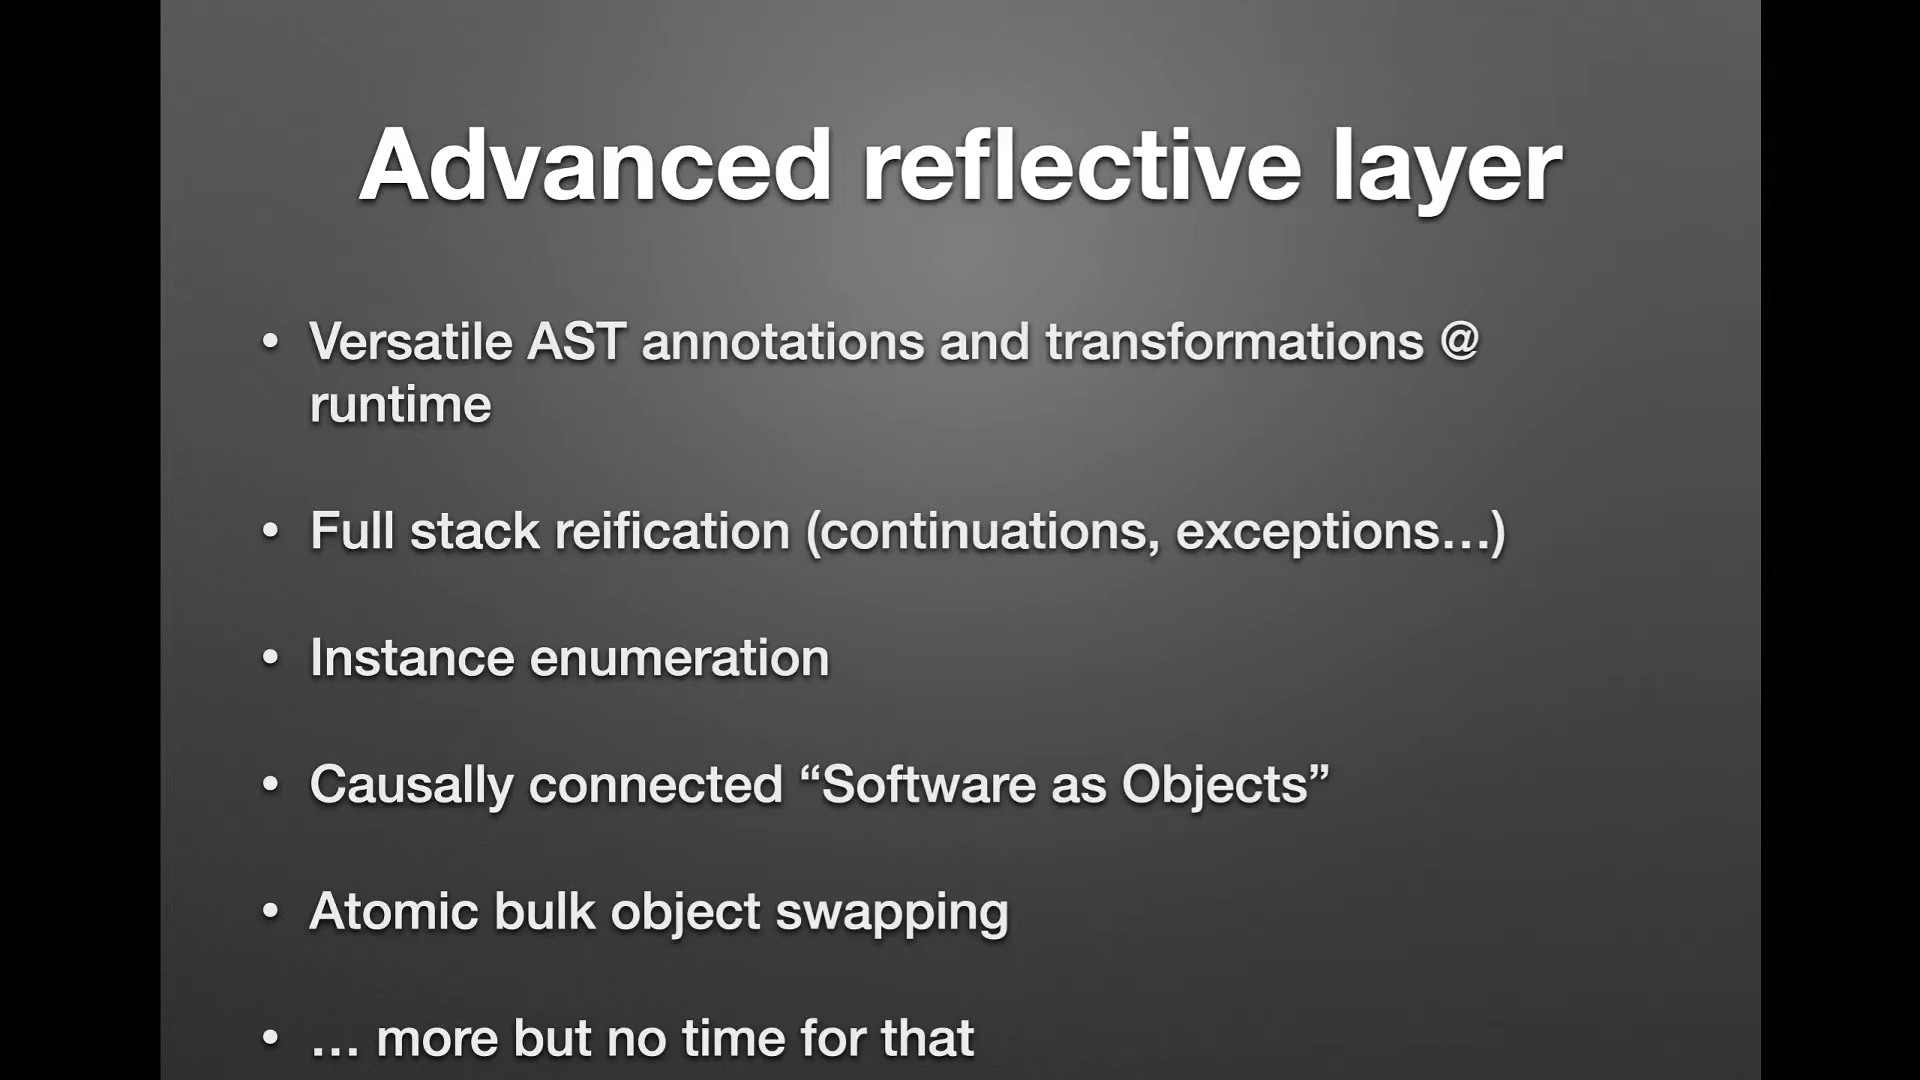 Advanced reflective layer
• Versatile AST annotations and transformations @
runtime
• Full stack reification (continuations, exceptions…)
• Instance enumeration
• Causally connected “Software as Objects”
• Atomic bulk object swapping
• … more but no time for that